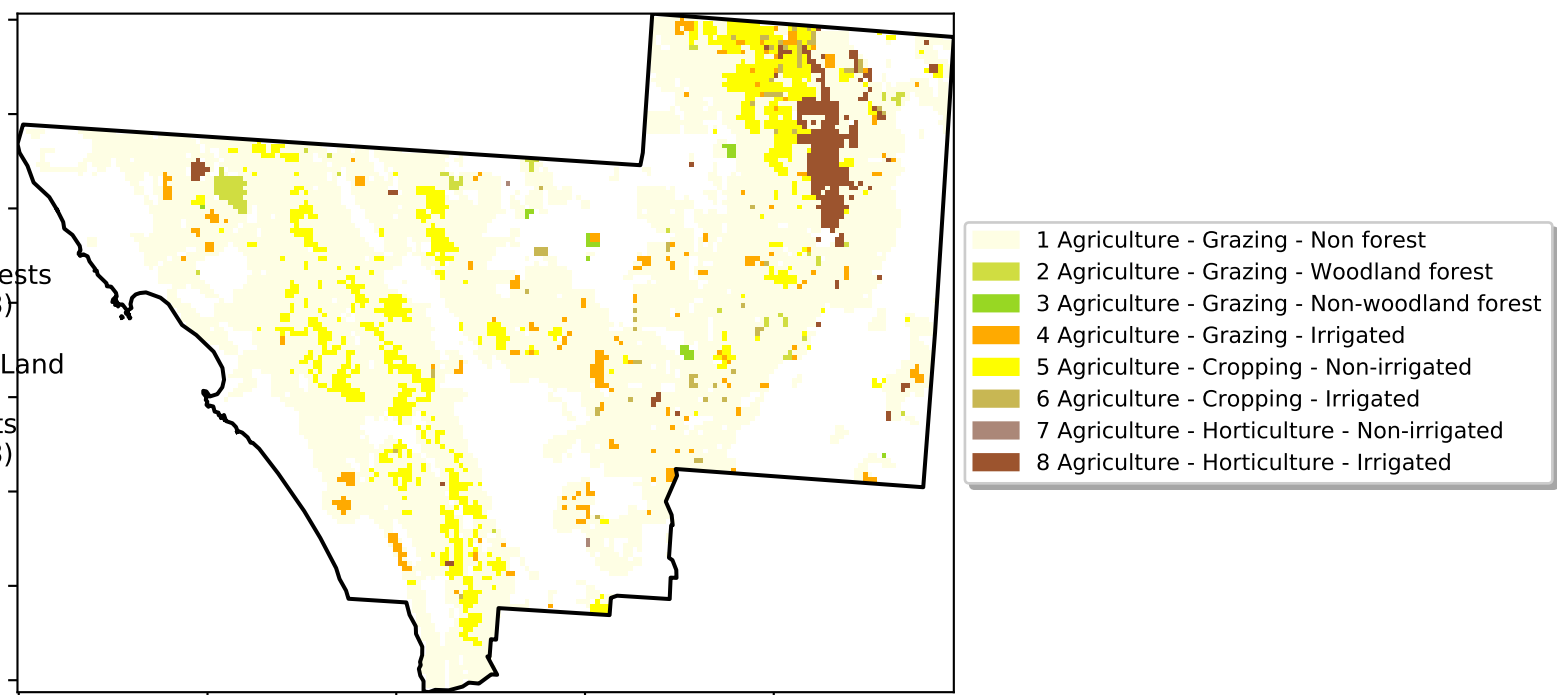 ests
3)
Land
ts
3)
1 Agriculture - Grazing - Non forest
2 Agriculture - Grazing - Woodland forest
3 Agriculture - Grazing - Non-woodland forest
4 Agriculture - Grazing - Irrigated
5 Agriculture - Cropping - Non-irrigated
6 Agriculture - Cropping - Irrigated
7 Agriculture - Horticulture - Non-irrigated
8 Agriculture - Horticulture - Irrigated